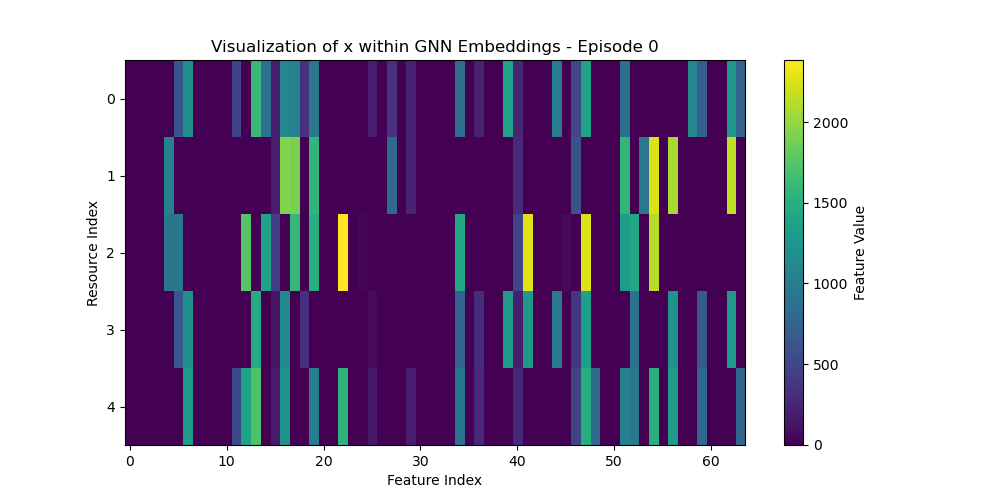 Visualization of x within GNN Embeddings - Episode 0
Resource Index
0
1
2
3
4
0 10 20 30 40 50 60
Feature Index
2000
1500
1000
500
0
Feature Value